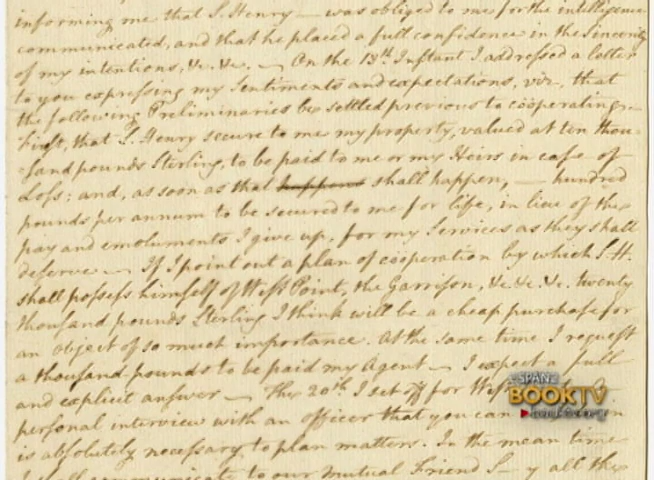 informing me that S. Henry — was obliged to me for the intelligence
communicated, and that he placed a full confidence in the Sincerity
of my intentions, &c. &c. — On the 13th Instant I addressed a letter
to you expressing my Sentiments and expectations, viz, that
the following Preliminaries be settled previous to coöperating.—
First, that S. Henry secure to me my property, valued at ten thou=
=sand pounds Sterling, to be paid to me or my Heirs in case of
Loss; and, as soon as that happens shall happen, — hundred
pounds per annum to be secured to me for life, in lieu of the
pay and emoluments I give up, for my Services as they shall
deserve — If I point out a plan of coöperation by which S. H.
shall possess himself of West Point, the Garrison, &c. &c. &c. twenty
thousand pounds Sterling I think will be a cheap purchase for
an object of so much importance. At the same time I request
a thousand pounds to be paid my Agent — I expect a full
and explicit answer — The 20th I set off for West
personal interview with an officer that you can
is absolutely necessary to plan matters. In the mean time
I shall communicate to our mutual Friend S—y all the
C-SPAN2
BOOKTV